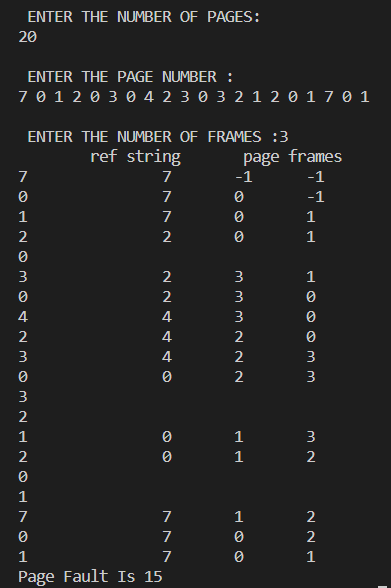 ENTER THE NUMBER OF PAGES:
20
ENTER THE PAGE NUMBER :
7 0 1 2 0 3 0 4 2 3 0 3 2 1 2 0 1 7 0 1
ENTER THE NUMBER OF FRAMES :3
ref string page frames
7 7 -1 -1
0 7 0 -1
1 7 0 1
2 2 0 1
0
3 2 3 1
0 2 3 0
4 4 3 0
2 4 2 0
3 4 2 3
0 0 2 3
3
2
1 0 1 3
2 0 1 2
0
1
7 7 1 2
0 7 0 2
1 7 0 1
Page Fault Is 15